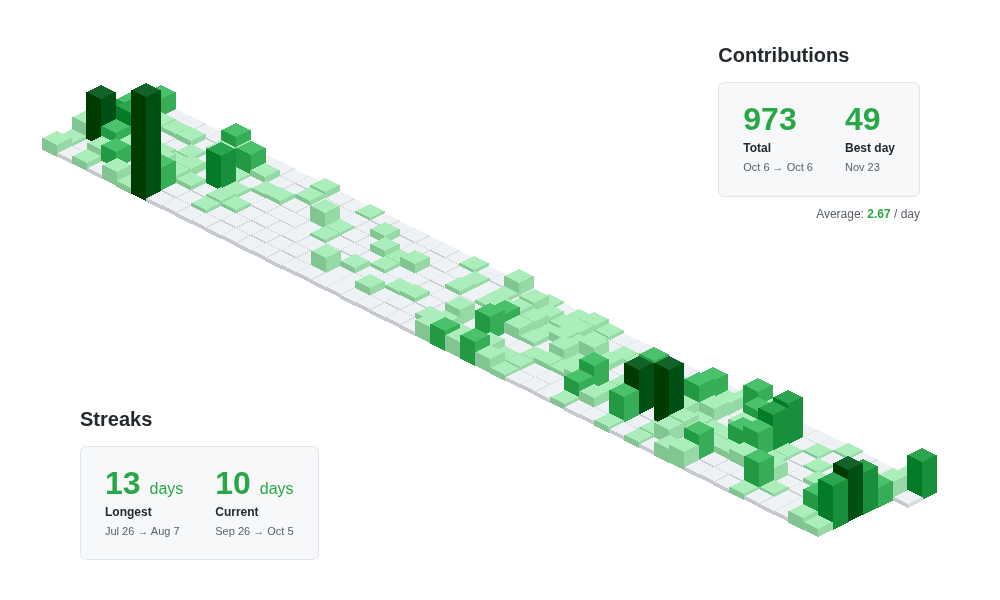 Contributions
973 49
Total Best day
Oct 6 → Oct 6 Nov 23
Average: 2.67 / day
Streaks
13 days 10 days
Longest Current
Jul 26 → Aug 7 Sep 26 → Oct 5